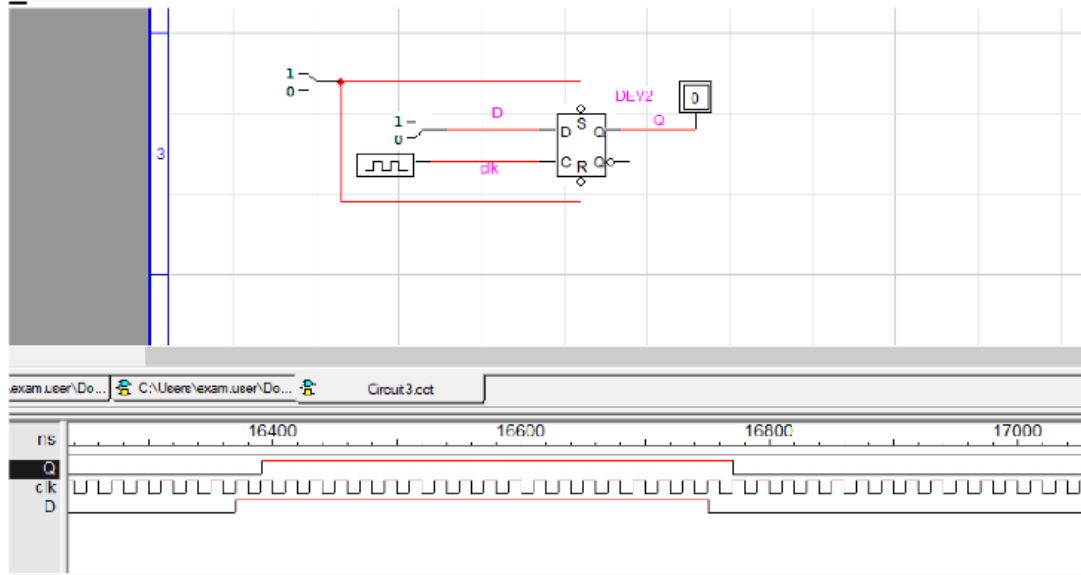 1
0
DEV2
0
D
S
Q
1
D
Q
0
3
clk
C
R
Q
.exam.user\Do...
C:\Users\exam.user\Do...
Circuit3.cct
ns
16400
16600
16800
17000
Q
clk
D